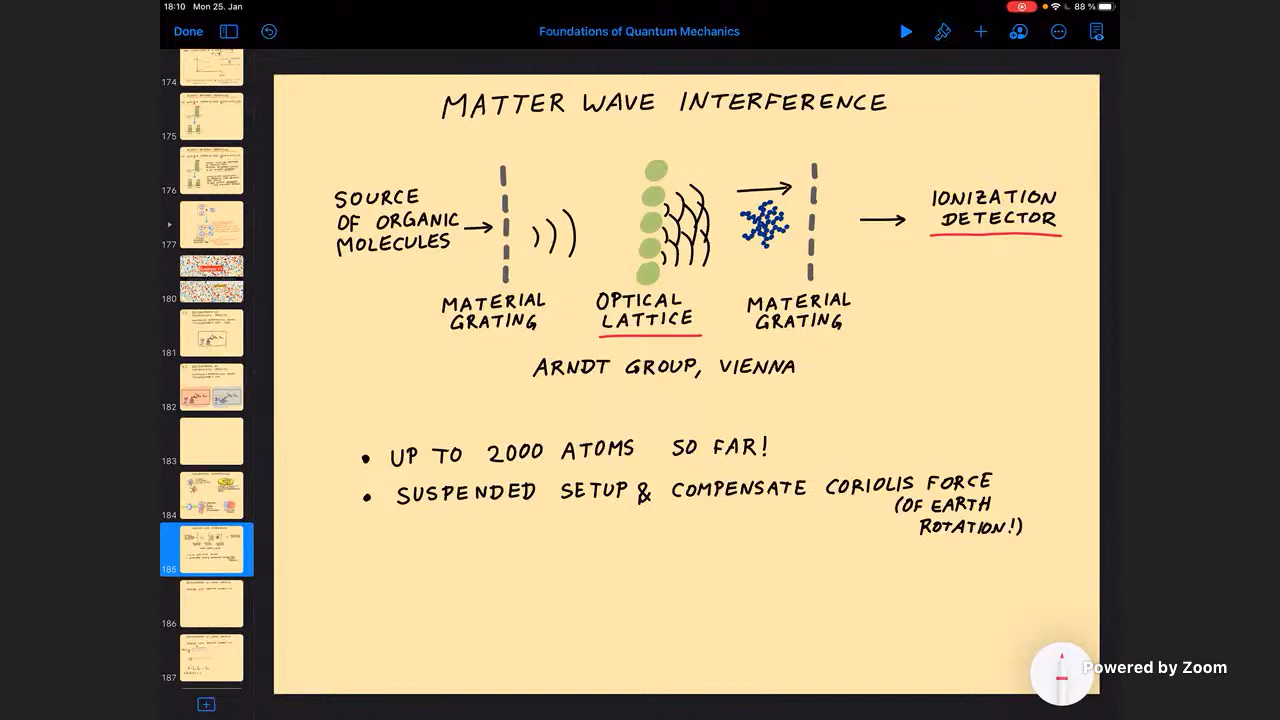 18:10 Mon 25. Jan
88 %
Done
Foundations of Quantum Mechanics
174
175
176
177
180
181
182
183
184
185
186
187
MATTER WAVE INTERFERENCE
SOURCE
OF ORGANIC
MOLECULES
MATERIAL
GRATING
OPTICAL
LATTICE
MATERIAL
GRATING
IONIZATION
DETECTOR
ARNDT GROUP, VIENNA
• UP TO 2000 ATOMS SO FAR!
• SUSPENDED SETUP & COMPENSATE CORIOLIS FORCE
(OF EARTH
ROTATION!)
Powered by Zoom